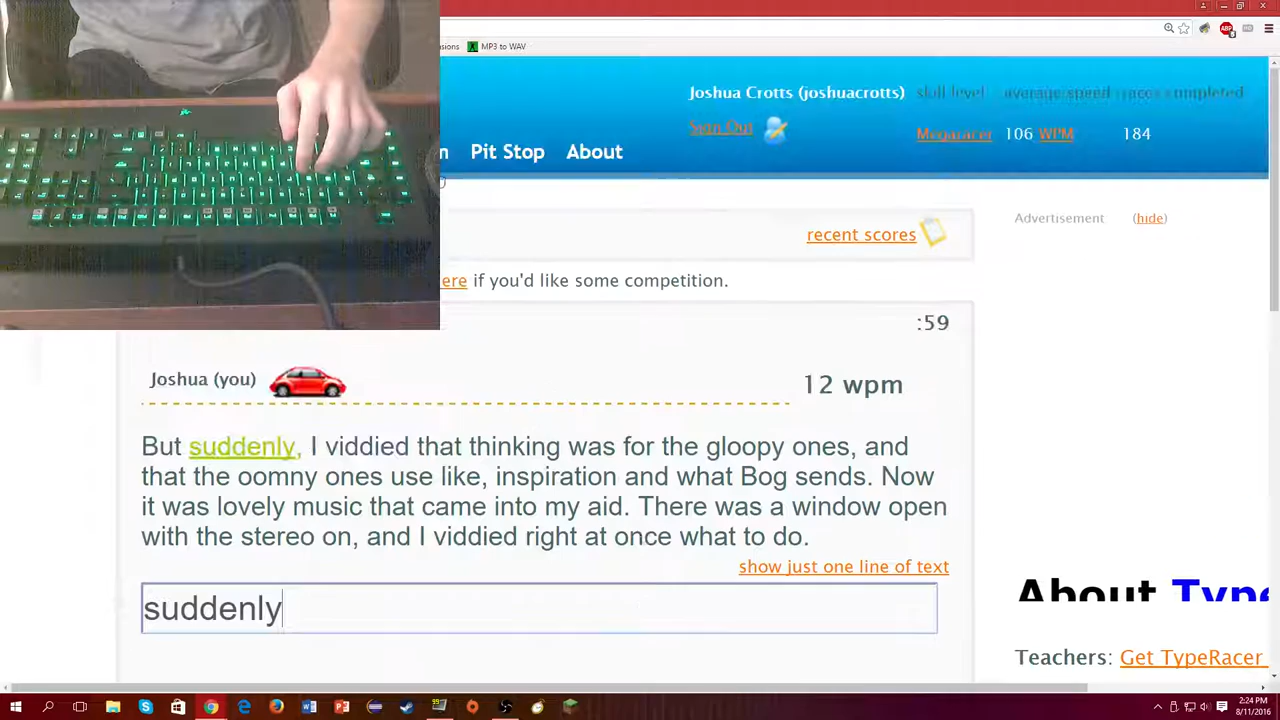 MP3 to WAV
Joshua Crotts (joshuacrotts) skill level average speed races completed
Sign Out Megaracer 106 WPM 184
Pit Stop About
Advertisement (hide)
recent scores
ere if you'd like some competition.
:59
Joshua (you) 12 wpm
But suddenly, I viddied that thinking was for the gloopy ones, and
that the oomny ones use like, inspiration and what Bog sends. Now
it was lovely music that came into my aid. There was a window open
with the stereo on, and I viddied right at once what to do.
show just one line of text
suddenly
About Type
Teachers: Get TypeRacer
2:24 PM
8/11/2016